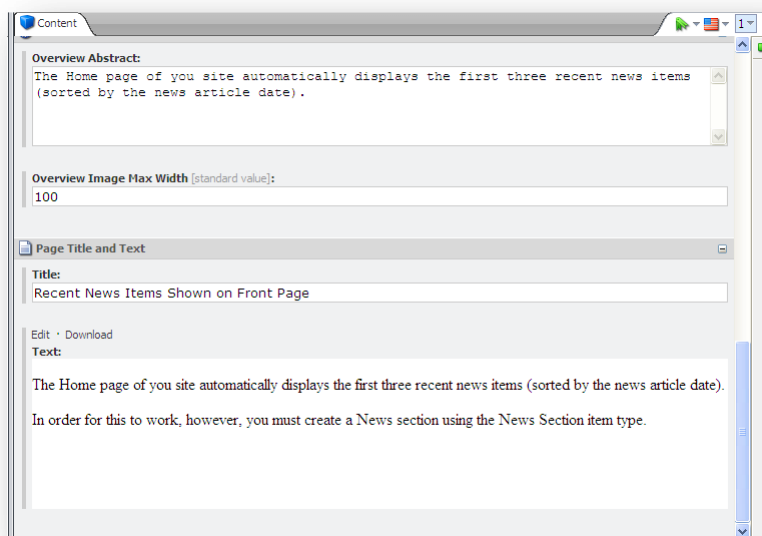 Content
1
Overview Abstract:
The Home page of you site automatically displays the first three recent news items
(sorted by the news article date).
Overview Image Max Width [standard value]:
100
Page Title and Text
Title:
Recent News Items Shown on Front Page
Edit · Download
Text:
The Home page of you site automatically displays the first three recent news items (sorted by the news article date).
In order for this to work, however, you must create a News section using the News Section item type.